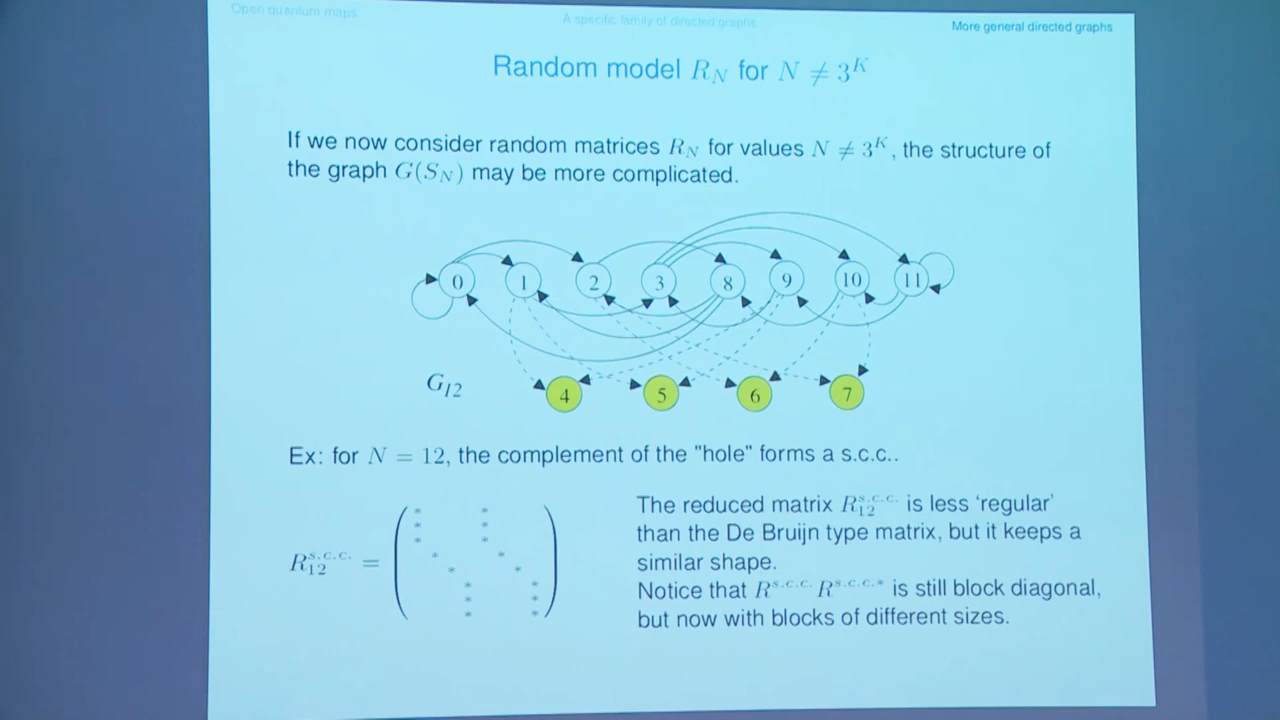 Open quantum maps
A specific family of directed graphs
More general directed graphs
Random model R_N for N ≠ 3^K
If we now consider random matrices R_N for values N ≠ 3^K, the structure of
the graph G(S_N) may be more complicated.
0 1 2 3 8 9 10 11
G_12
4 5 6 7
Ex: for N = 12, the complement of the "hole" forms a s.c.c..
R_12^{s.c.c.} =
The reduced matrix R_12^{s.c.c.} is less 'regular'
than the De Bruijn type matrix, but it keeps a
similar shape.
Notice that R^{s.c.c.} R^{s.c.c.*} is still block diagonal,
but now with blocks of different sizes.